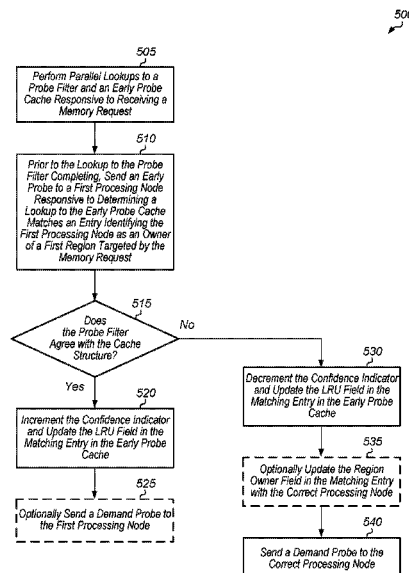 500
505
Perform Parallel Lookups to a
Probe Filter and an Early Probe
Cache Responsive to Receiving a
Memory Request
510
Prior to the Lookup to the Probe
Filter Completing, Send an Early
Probe to a First Processing Node
Responsive to Determining a
Lookup to the Early Probe Cache
Matches an Entry Identifying the
First Processing Node as an Owner
of a First Region Targeted by the
Memory Request
515
Does
the Probe Filter
Agree with the Cache
Structure?
No
Yes
520
Increment the Confidence Indicator
and Update the LRU Field in the
Matching Entry in the Early Probe
Cache
525
Optionally Send a Demand Probe to
the First Processing Node
530
Decrement the Confidence Indicator
and Update the LRU Field in the
Matching Entry in the Early Probe
Cache
535
Optionally Update the Region
Owner Field in the Matching Entry
with the Correct Processing Node
540
Send a Demand Probe to the
Correct Processing Node